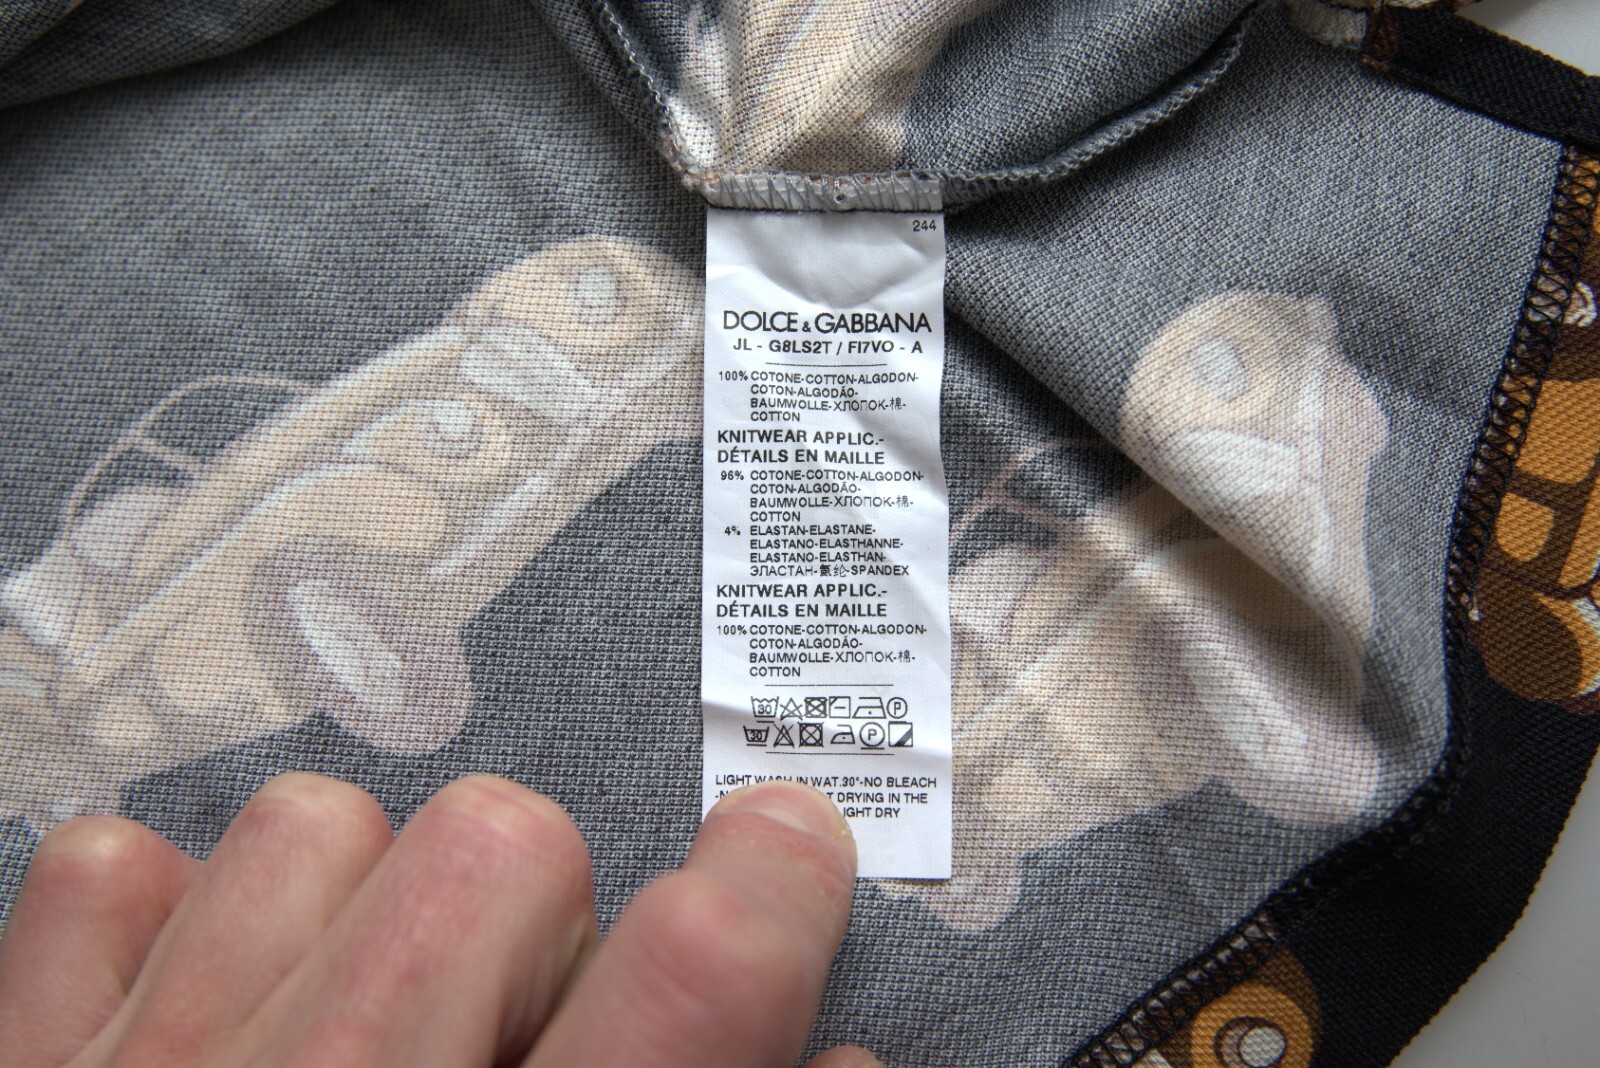 244
DOLCE & GABBANA
JL - G8LS2T / FI7VO - A
100% COTONE-COTTON-ALGODON-
COTON-ALGODÃO-
BAUMWOLLE-ХЛОПОК-棉-
COTTON
KNITWEAR APPLIC.-
DÉTAILS EN MAILLE
96% COTONE-COTTON-ALGODON-
COTON-ALGODÃO-
BAUMWOLLE-ХЛОПОК-棉-
COTTON
4% ELASTAN-ELASTANE-
ELASTANO-ELASTHANNE-
ELASTANO-ELASTHAN-
ЭЛАСТАН-氨纶-SPANDEX
KNITWEAR APPLIC.-
DÉTAILS EN MAILLE
100% COTONE-COTTON-ALGODON-
COTON-ALGODÃO-
BAUMWOLLE-ХЛОПОК-棉-
COTTON
30 P
30 P
LIGHT WASH IN WAT.30°-NO BLEACH
DRYING IN THE
DRY